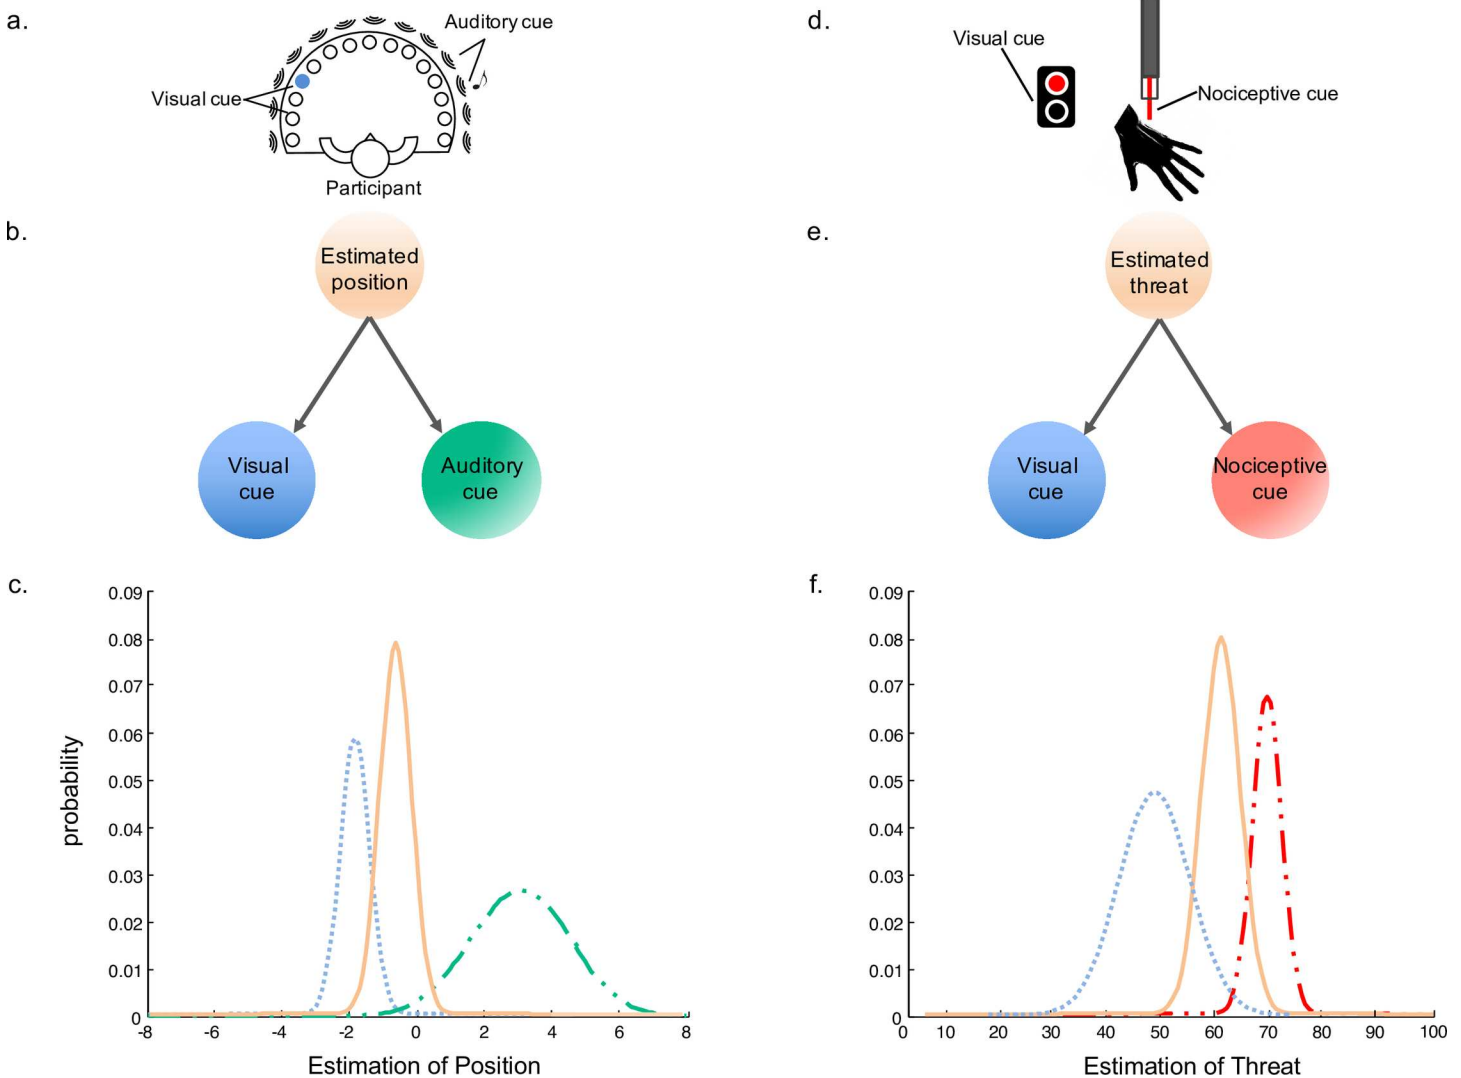 a.
Auditory cue
Visual cue
Participant
b.
Estimated
position
Visual
cue
Auditory
cue
c.
0.09
0.08
0.07
0.06
0.05
0.04
0.03
0.02
0.01
0
probability
-8 -6 -4 -2 0 2 4 6 8
Estimation of Position
d.
Visual cue
Nociceptive cue
e.
Estimated
threat
Visual
cue
Nociceptive
cue
f.
0.09
0.08
0.07
0.06
0.05
0.04
0.03
0.02
0.01
0
0 10 20 30 40 50 60 70 80 90 100
Estimation of Threat